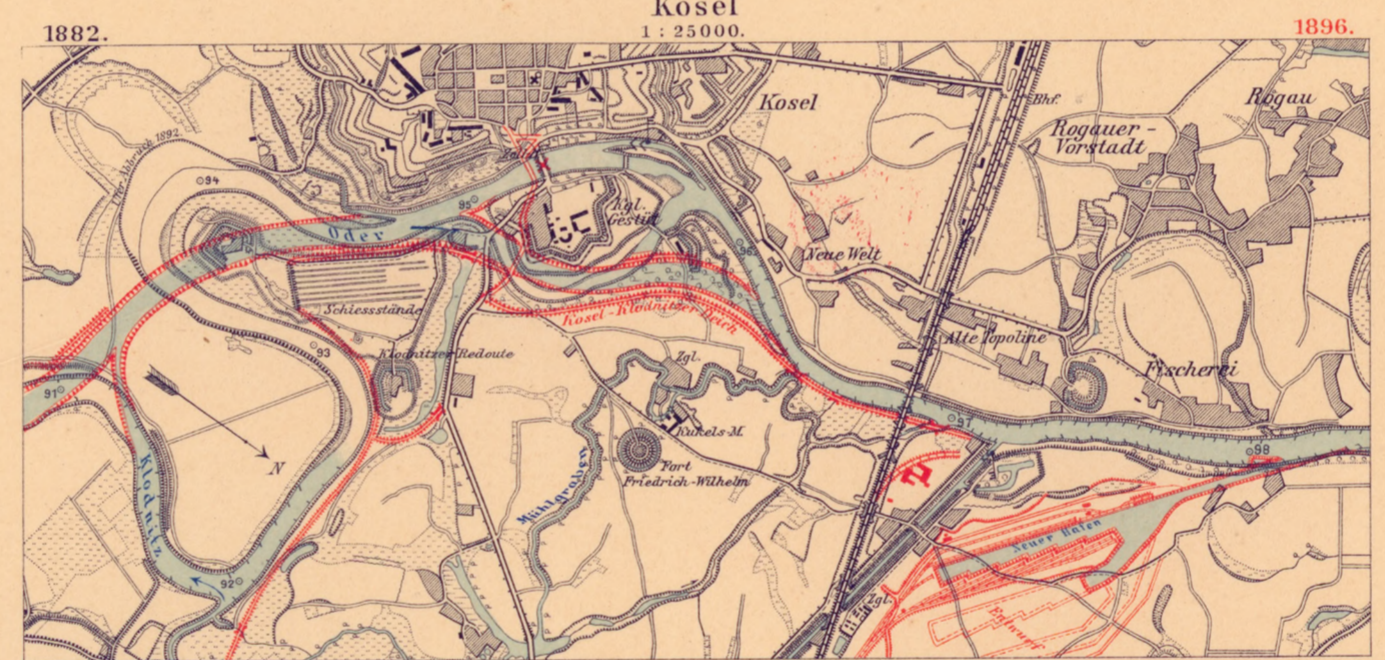 Kosel
1882.
1 : 25000.
1896.
Kosel
Bhf.
Rogau
Rogauer-
Vorstadt
94
95
Kgl.
Gestüt
Oder
96
Neue Welt
Schiessstände
Kosel-Klodnitzer Deich
Alte Topoline
93
Klodnitzer Redoute
Zgl.
Fischerei
91
N
Kukels-M.
97
98
Fort
Friedrich-Wilhelm
Klodnitz
Mühlgraben
Neuer Hafen
92
Zgl.
Entwurf